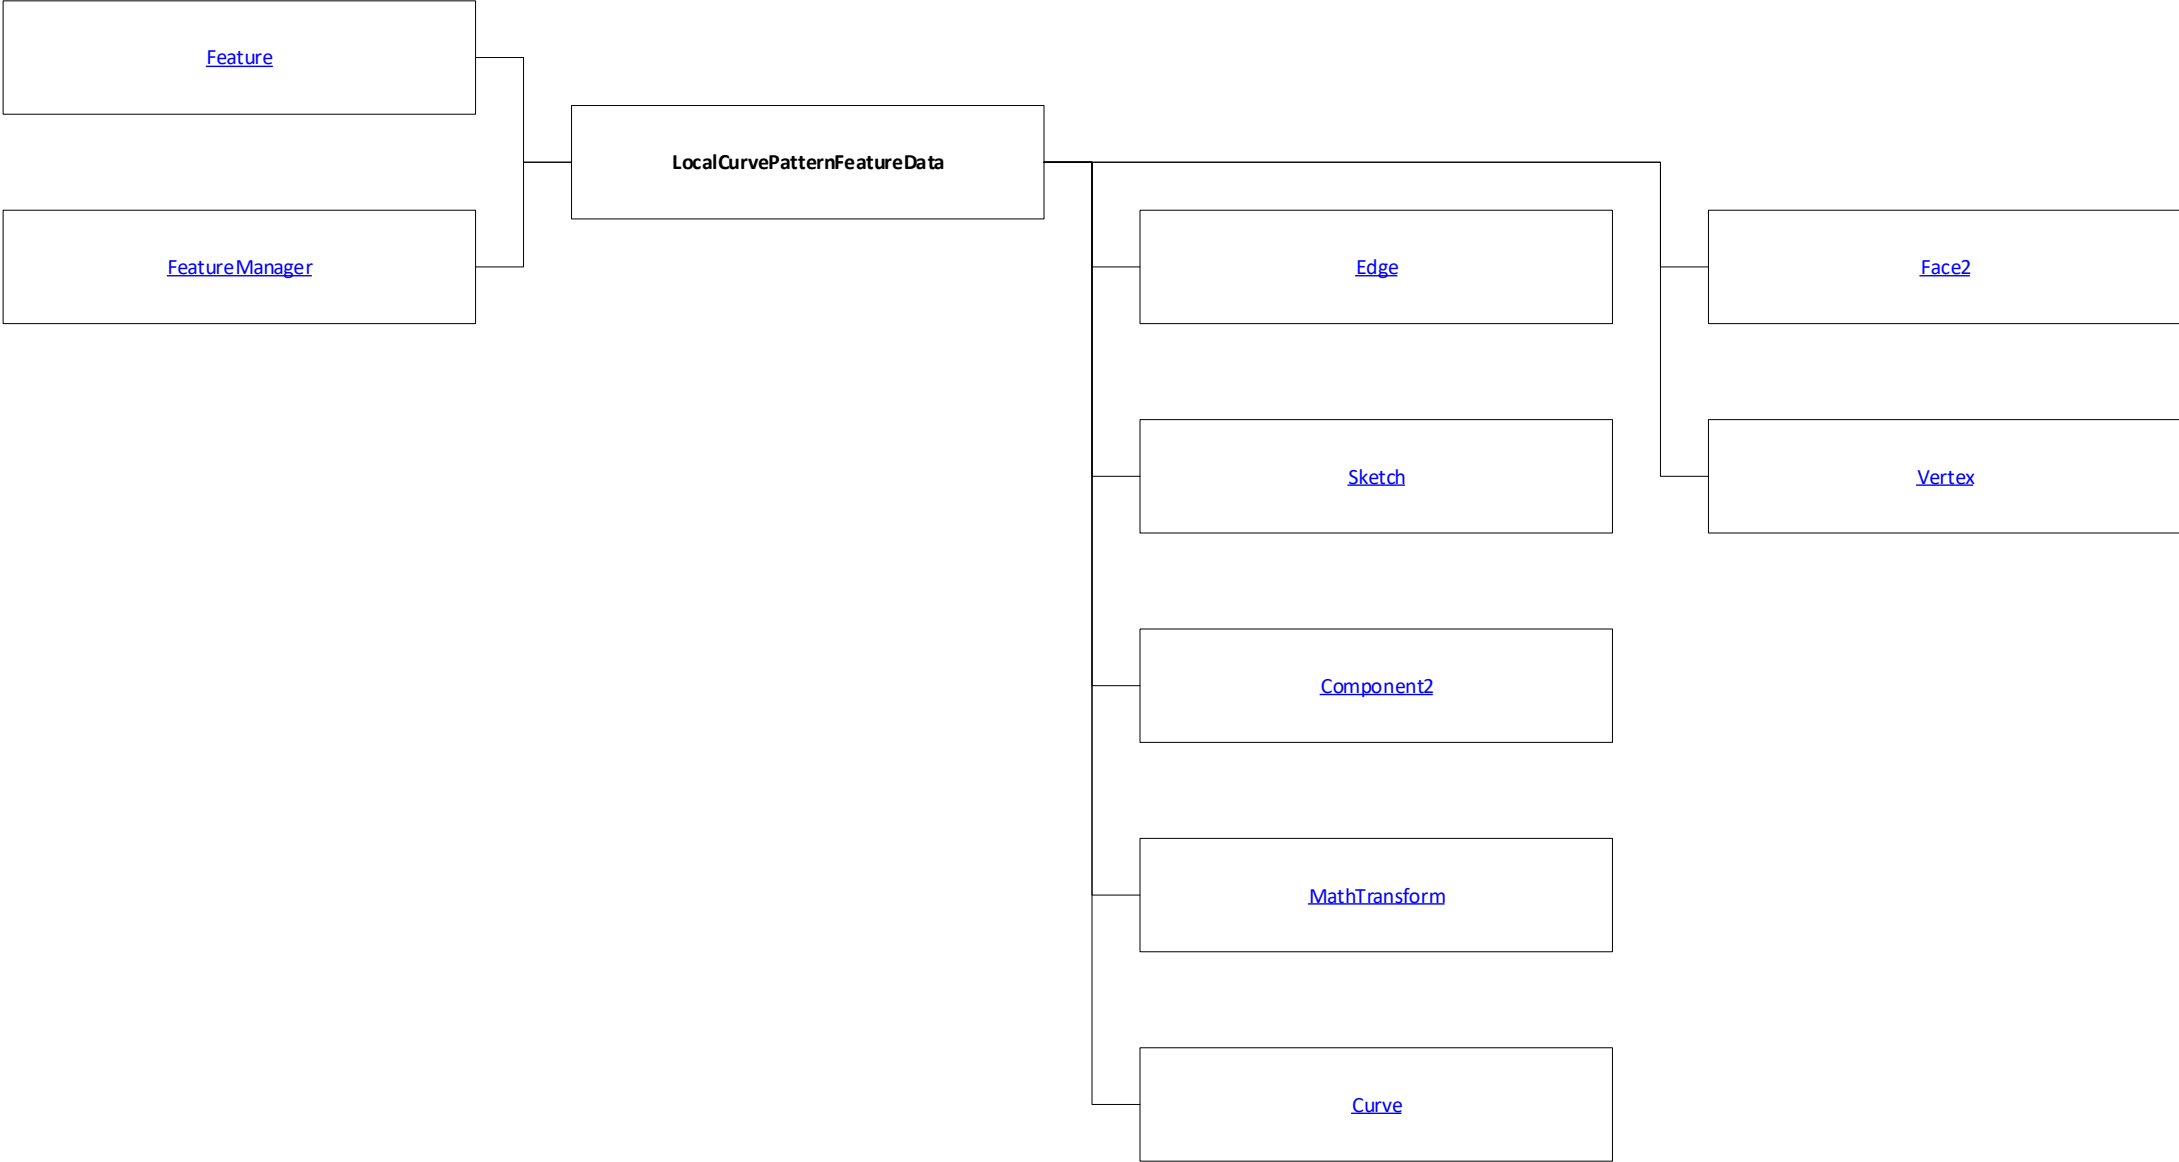 Feature
LocalCurvePatternFeatureData
FeatureManager
Edge
Face2
Sketch
Vertex
Component2
MathTransform
Curve